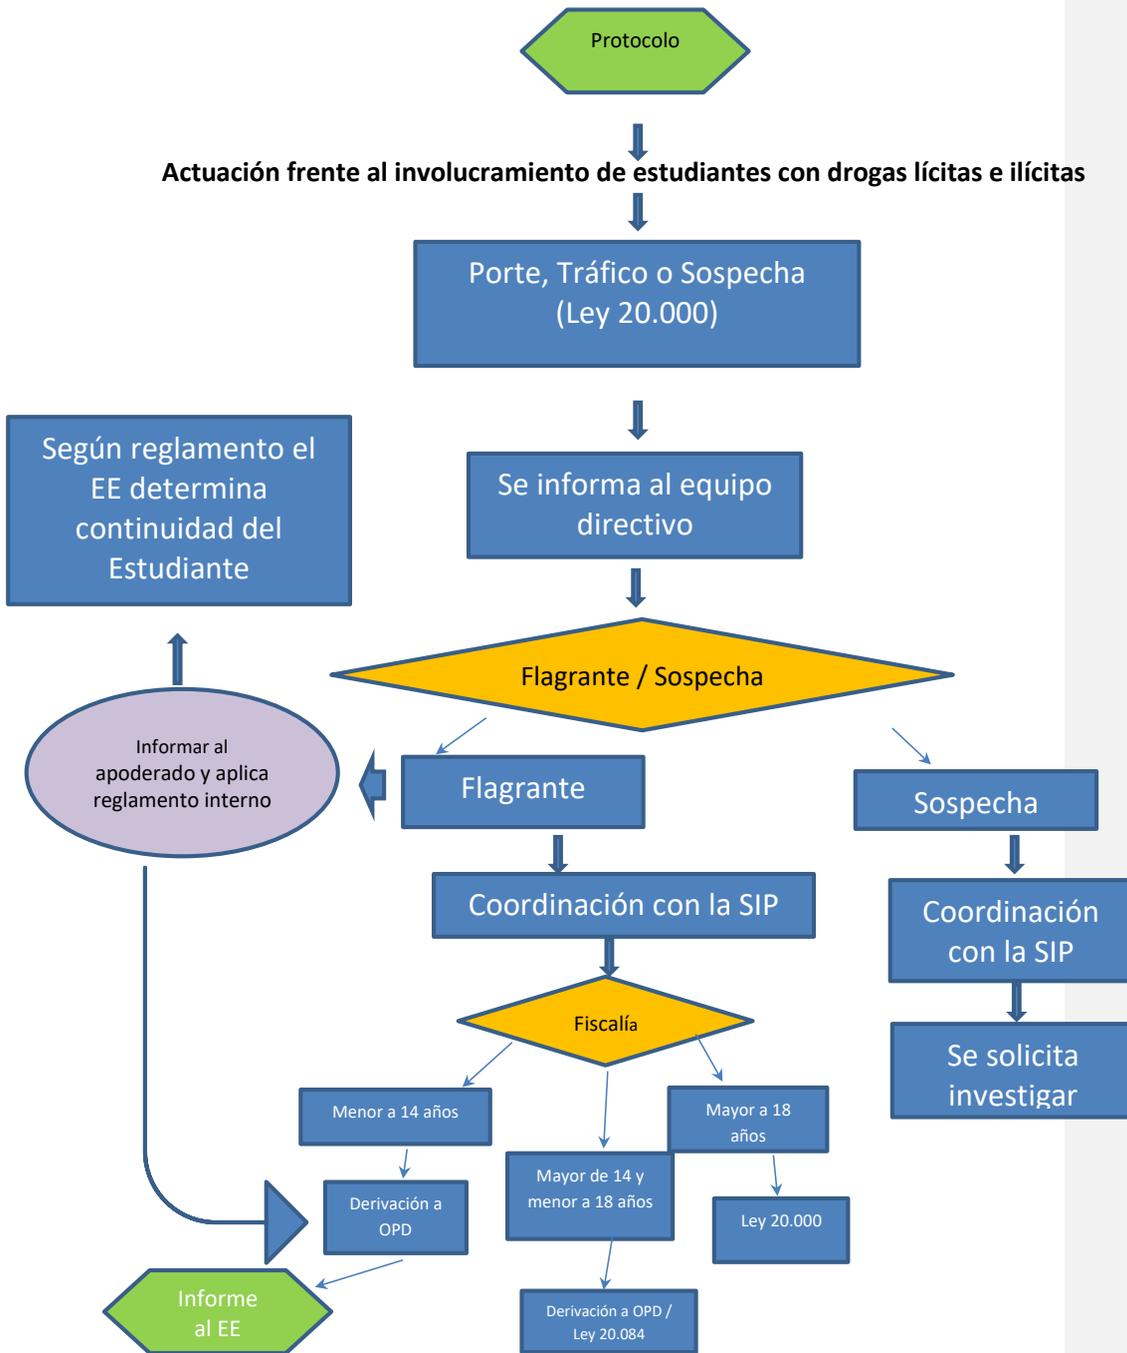 Protocolo
Actuación frente al involucramiento de estudiantes con drogas lícitas e ilícitas
Porte, Tráfico o Sospecha
(Ley 20.000)
Según reglamento el
EE determina
continuidad del
Estudiante
Se informa al equipo
directivo
Flagrante / Sospecha
Informar al
apoderado y aplica
reglamento interno
Flagrante
Sospecha
Coordinación con la SIP
Coordinación
con la SIP
Fiscalía
Se solicita
investigar
Menor a 14 años
Mayor a 18
años
Mayor de 14 y
menor a 18 años
Derivación a
OPD
Ley 20.000
Informe
al EE
Derivación a OPD /
Ley 20.084